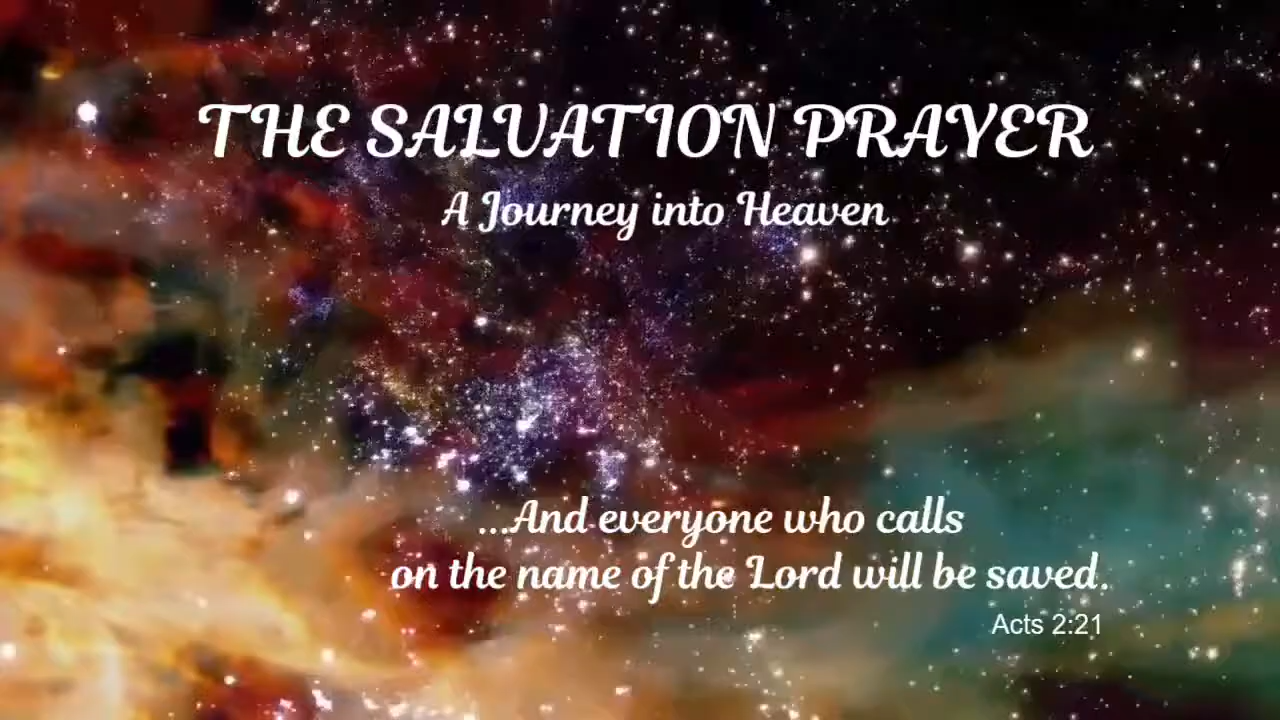 THE SALVATION PRAYER
A Journey into Heaven
...And everyone who calls
on the name of the Lord will be saved.
Acts 2:21